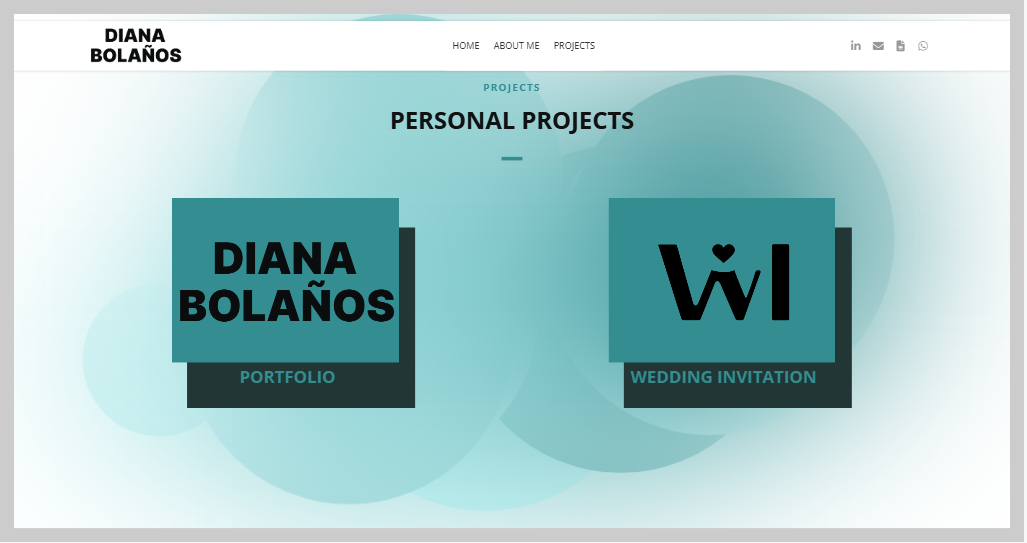 DIANA
BOLAÑOS
HOME ABOUT ME PROJECTS
PROJECTS
PERSONAL PROJECTS
DIANA
BOLAÑOS
WI
PORTFOLIO
WEDDING INVITATION